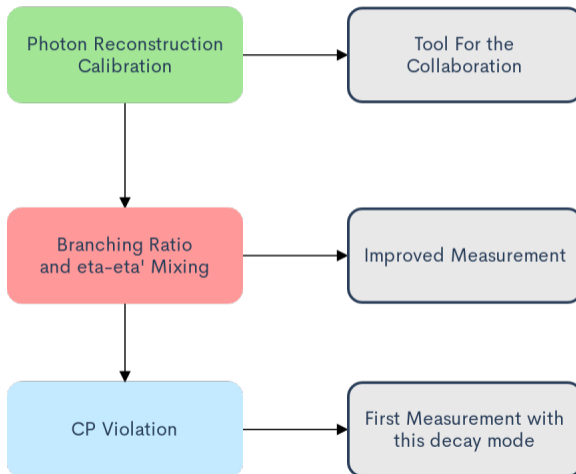 Photon Reconstruction
Calibration
Tool For the
Collaboration
Branching Ratio
and eta-eta' Mixing
Improved Measurement
CP Violation
First Measurement with
this decay mode